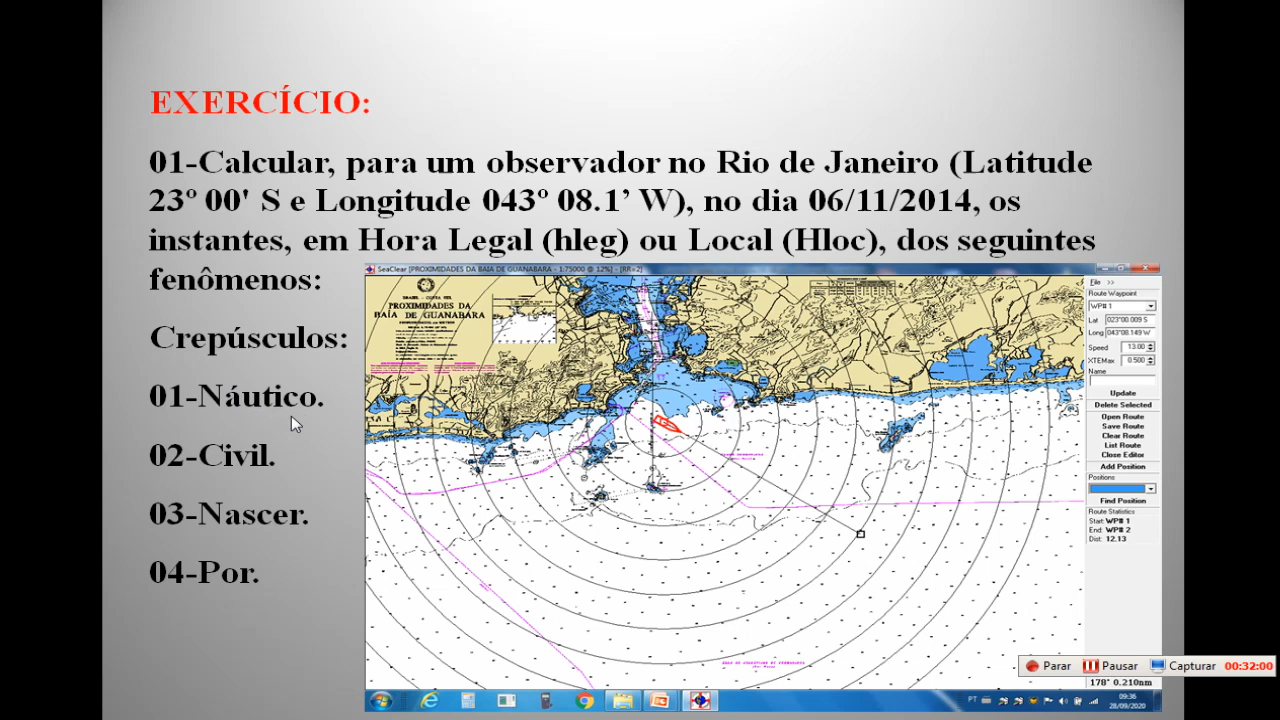 EXERCÍCIO:
01-Calcular, para um observador no Rio de Janeiro (Latitude
23º 00' S e Longitude 043º 08.1’ W), no dia 06/11/2014, os
instantes, em Hora Legal (hleg) ou Local (Hloc), dos seguintes
fenômenos:
Crepúsculos:
01-Náutico.
02-Civil.
03-Nascer.
04-Por.
SeaClear [PROXIMIDADES DA BAIA DE GUANABARA - 1:75000 @ 12%] - [RR=2]
PROXIMIDADES DA
BAÍA DE GUANABARA
File >>
Route Waypoint
WP# 1
Lat 023°00.009 S
Long 043°08.149 W
Speed 13.00
XTEMax 0.500
Name
Update
Delete Selected
Open Route
Save Route
Clear Route
List Route
Close Editor
Add Position
Positions
Find Position
Route Statistics
Start: WP# 1
End: WP# 2
Dist: 12.13
Parar Pausar Capturar 00:32:00
178° 0.210nm
PT
09:36
28/09/2020